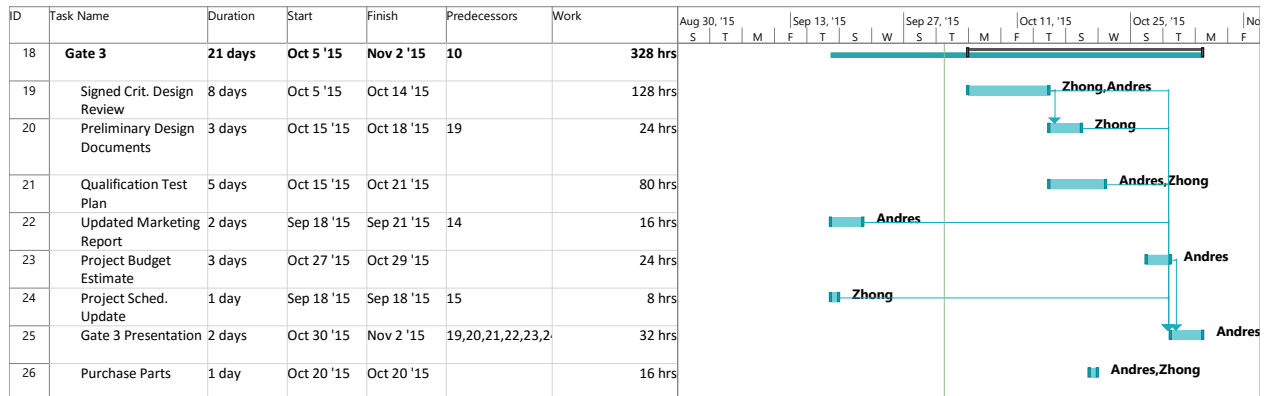 ID Task Name Duration Start Finish Predecessors Work Aug 30, '15 Sep 13, '15 Sep 27, '15 Oct 11, '15 Oct 25, '15 No
S T M F T S W S T M F T S W S T M F
18 Gate 3 21 days Oct 5 '15 Nov 2 '15 10 328 hrs
19 Signed Crit. Design 8 days Oct 5 '15 Oct 14 '15 128 hrs Zhong,Andres
Review
20 Preliminary Design 3 days Oct 15 '15 Oct 18 '15 19 24 hrs Zhong
Documents
21 Qualification Test 5 days Oct 15 '15 Oct 21 '15 80 hrs Andres,Zhong
Plan
22 Updated Marketing 2 days Sep 18 '15 Sep 21 '15 14 16 hrs Andres
Report
23 Project Budget 3 days Oct 27 '15 Oct 29 '15 24 hrs Andres
Estimate
24 Project Sched. 1 day Sep 18 '15 Sep 18 '15 15 8 hrs Zhong
Update
25 Gate 3 Presentation 2 days Oct 30 '15 Nov 2 '15 19,20,21,22,23,24 32 hrs Andres
26 Purchase Parts 1 day Oct 20 '15 Oct 20 '15 16 hrs Andres,Zhong